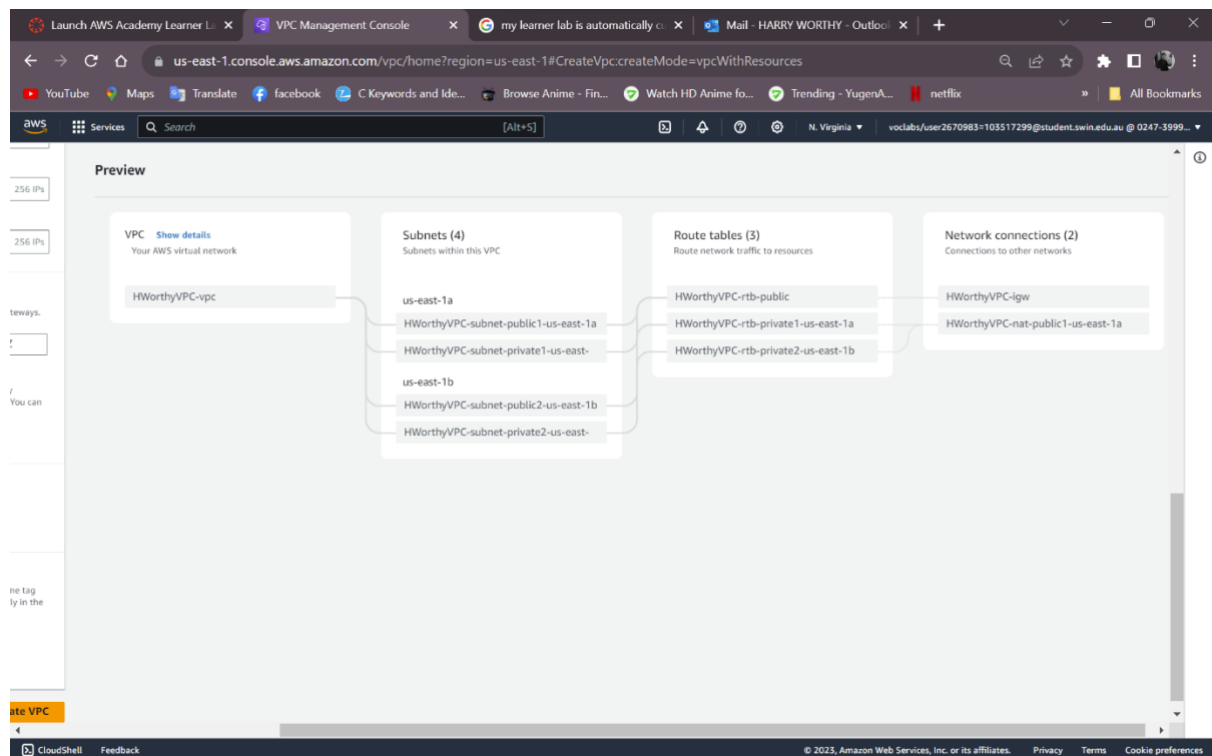 Launch AWS Academy Learner La
VPC Management Console
my learner lab is automatically cu
Mail - HARRY WORTHY - Outlook
us-east-1.console.aws.amazon.com/vpc/home?region=us-east-1#CreateVpc:createMode=vpcWithResources
YouTube
Maps
Translate
facebook
C Keywords and Ide...
Browse Anime - Fin...
Watch HD Anime fo...
Trending - YugenA...
netflix
»
All Bookmarks
aws
Services
Search
[Alt+S]
N. Virginia
voclabs/user2670983=103517299@student.swin.edu.au @ 0247-3999...
Preview
256 IPs
256 IPs
teways.
You can
ne tag
ly in the
ate VPC
VPC Show details
Your AWS virtual network
HWorthyVPC-vpc
Subnets (4)
Subnets within this VPC
us-east-1a
HWorthyVPC-subnet-public1-us-east-1a
HWorthyVPC-subnet-private1-us-east-
us-east-1b
HWorthyVPC-subnet-public2-us-east-1b
HWorthyVPC-subnet-private2-us-east-
Route tables (3)
Route network traffic to resources
HWorthyVPC-rtb-public
HWorthyVPC-rtb-private1-us-east-1a
HWorthyVPC-rtb-private2-us-east-1b
Network connections (2)
Connections to other networks
HWorthyVPC-igw
HWorthyVPC-nat-public1-us-east-1a
CloudShell
Feedback
© 2023, Amazon Web Services, Inc. or its affiliates.
Privacy
Terms
Cookie preferences